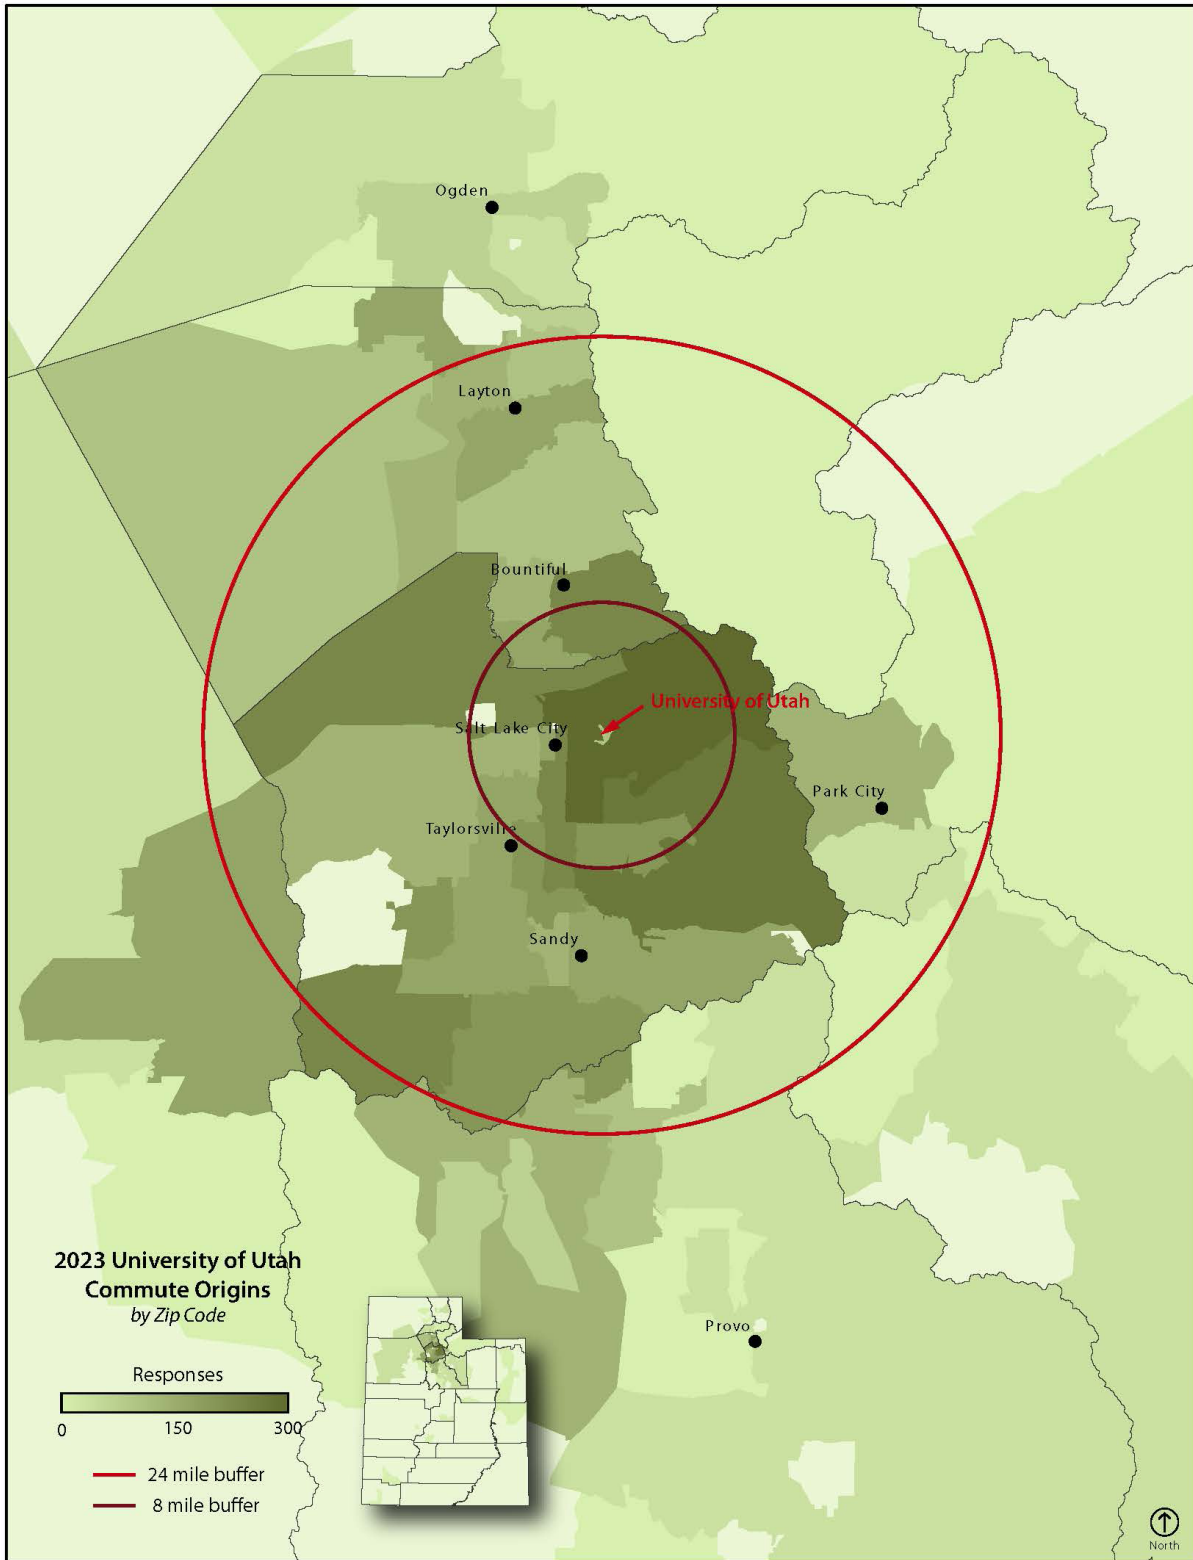 Ogden
Layton
Bountiful
University of Utah
Salt Lake City
Park City
Taylorsville
Sandy
2023 University of Utah
Commute Origins
by Zip Code
Provo
Responses
0 150 300
24 mile buffer
8 mile buffer
North